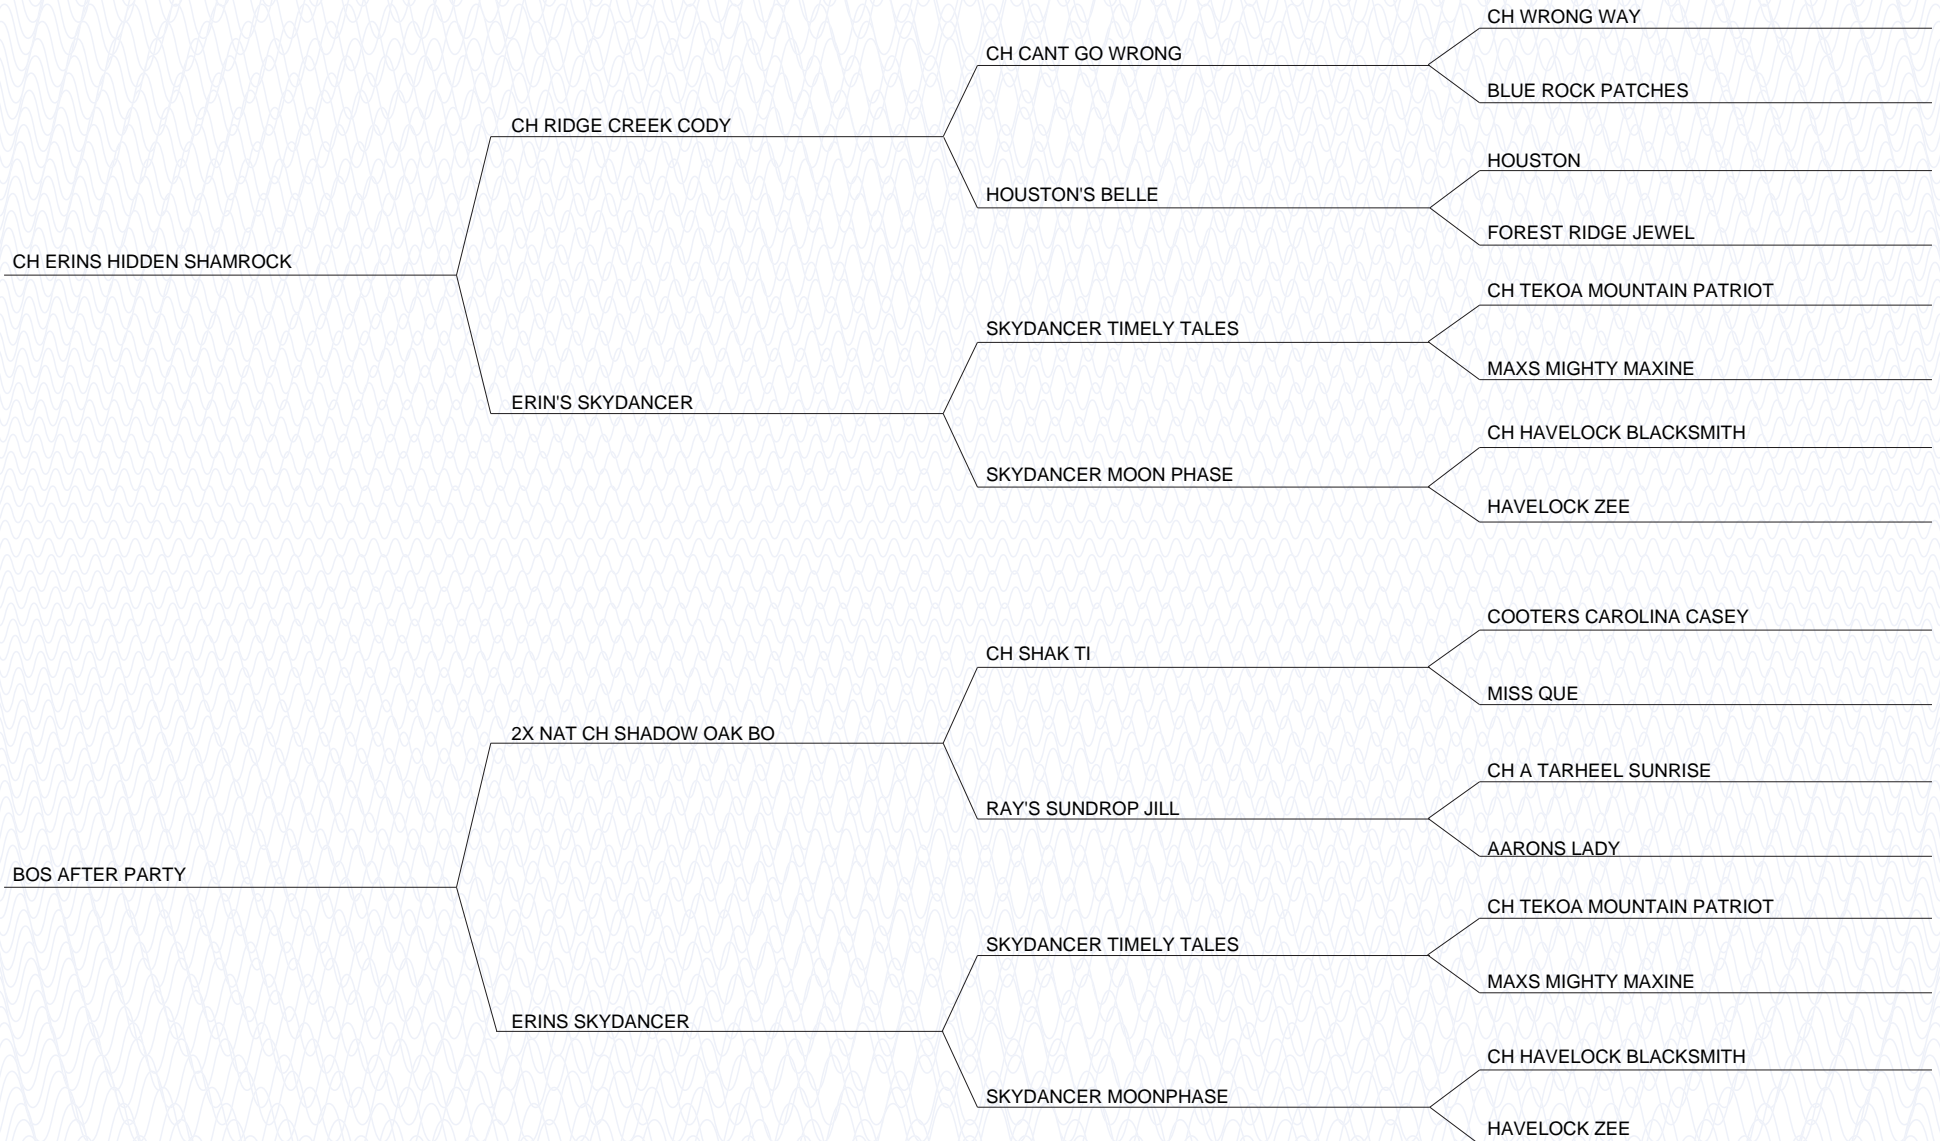 CH WRONG WAY
CH CANT GO WRONG
BLUE ROCK PATCHES
CH RIDGE CREEK CODY
HOUSTON
HOUSTON'S BELLE
FOREST RIDGE JEWEL
CH ERINS HIDDEN SHAMROCK
CH TEKOA MOUNTAIN PATRIOT
SKYDANCER TIMELY TALES
MAXS MIGHTY MAXINE
ERIN'S SKYDANCER
CH HAVELOCK BLACKSMITH
SKYDANCER MOON PHASE
HAVELOCK ZEE
COOTERS CAROLINA CASEY
CH SHAK TI
MISS QUE
2X NAT CH SHADOW OAK BO
CH A TARHEEL SUNRISE
RAY'S SUNDROP JILL
AARONS LADY
BOS AFTER PARTY
CH TEKOA MOUNTAIN PATRIOT
SKYDANCER TIMELY TALES
MAXS MIGHTY MAXINE
ERINS SKYDANCER
CH HAVELOCK BLACKSMITH
SKYDANCER MOONPHASE
HAVELOCK ZEE